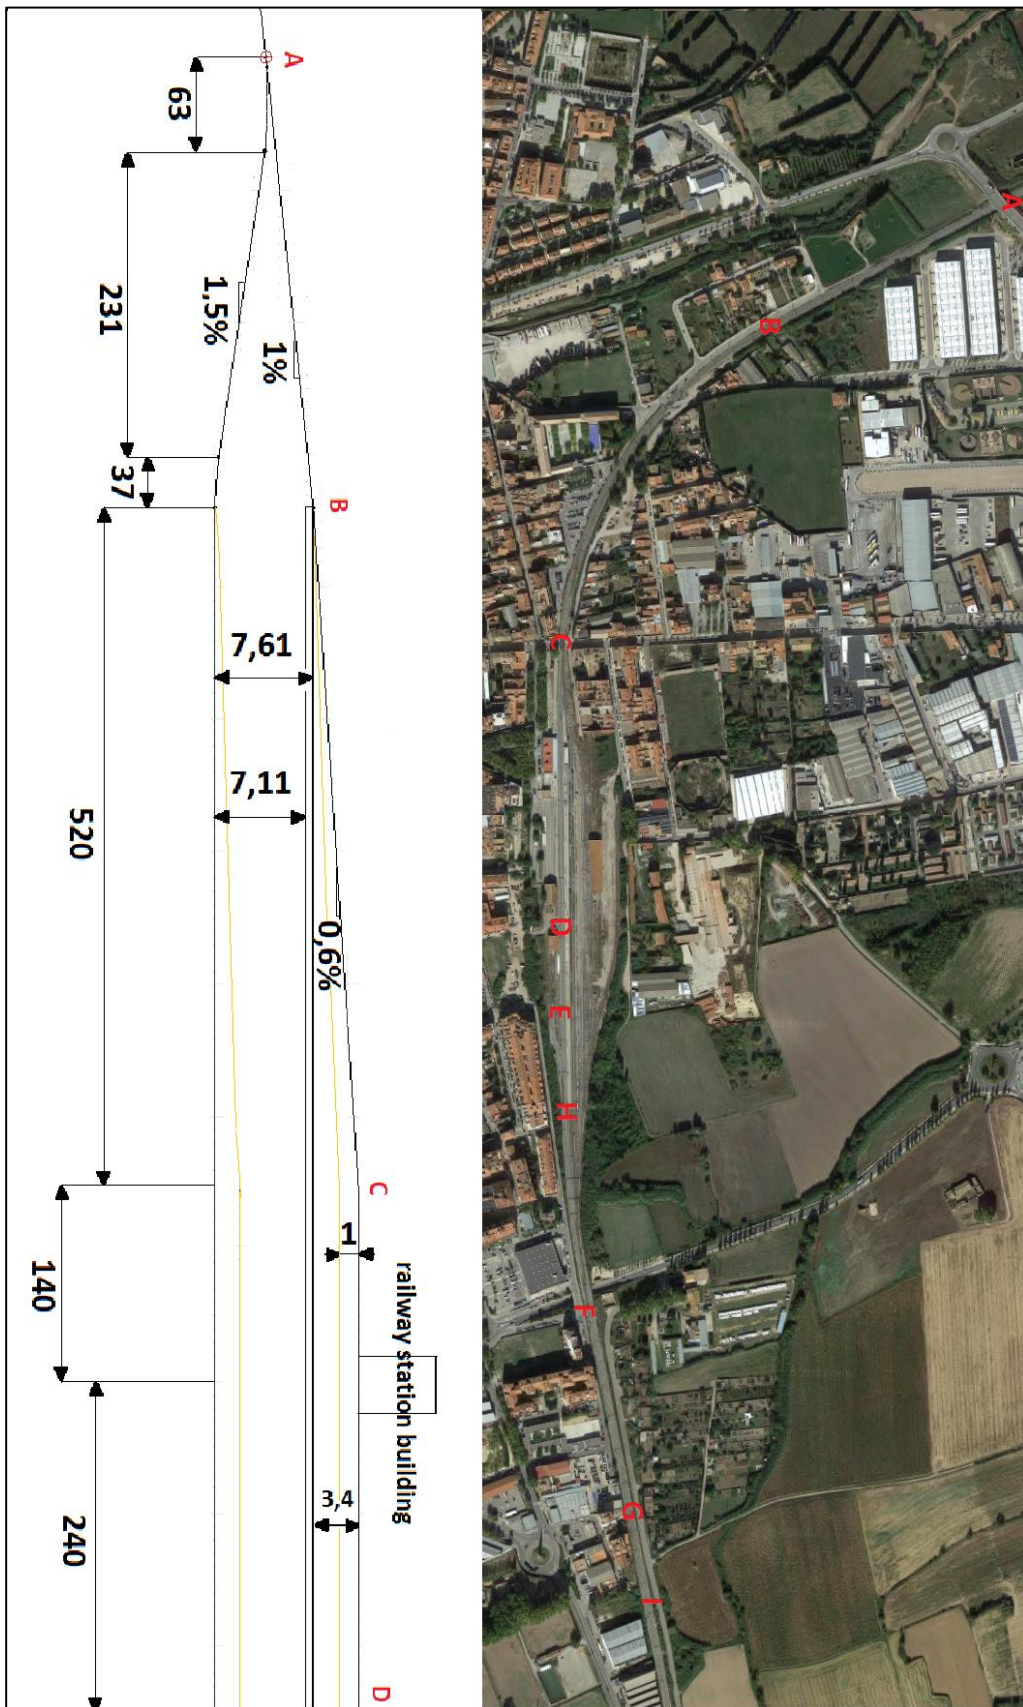 A
63
231
1,5%
1%
37
B
7,61
7,11
520
0,6%
C
1
140
railway station building
3,4
240
D
A
B
C
D
E
H
F
G
I